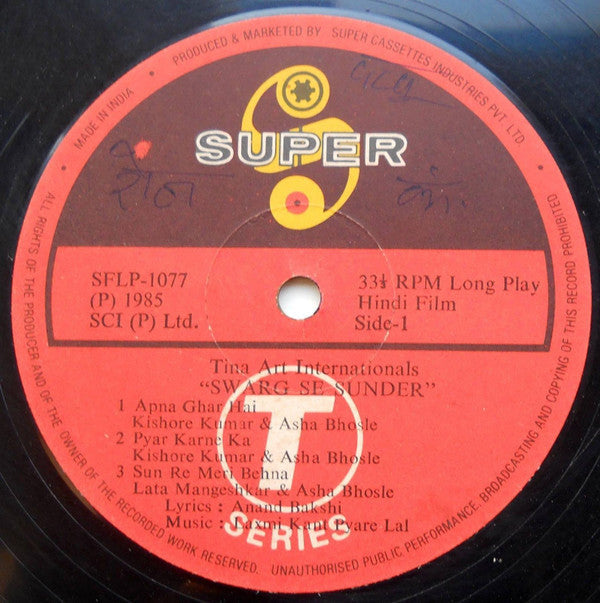 • MADE IN INDIA • PRODUCED & MARKETED BY SUPER CASSETTES INDUSTRIES PVT. LTD.
SUPER
SFLP-1077
(P) 1985
SCI (P) Ltd.
33⅓ RPM Long Play
Hindi Film
Side-1
Tina Art Internationals
“SWARG SE SUNDER”
1 Apna Ghar Hai
Kishore Kumar & Asha Bhosle
2 Pyar Karne Ka
Kishore Kumar & Asha Bhosle
3 Sun Re Meri Behna
Lata Mangeshkar & Asha Bhosle
Lyrics : Anand Bakshi
Music : Laxmi Kant Pyare Lal
T
SERIES
ALL RIGHTS OF THE PRODUCER AND OF THE OWNER OF THE RECORDED WORK RESERVED. UNAUTHORISED PUBLIC PERFORMANCE, BROADCASTING AND COPYING OF THIS RECORD PROHIBITED